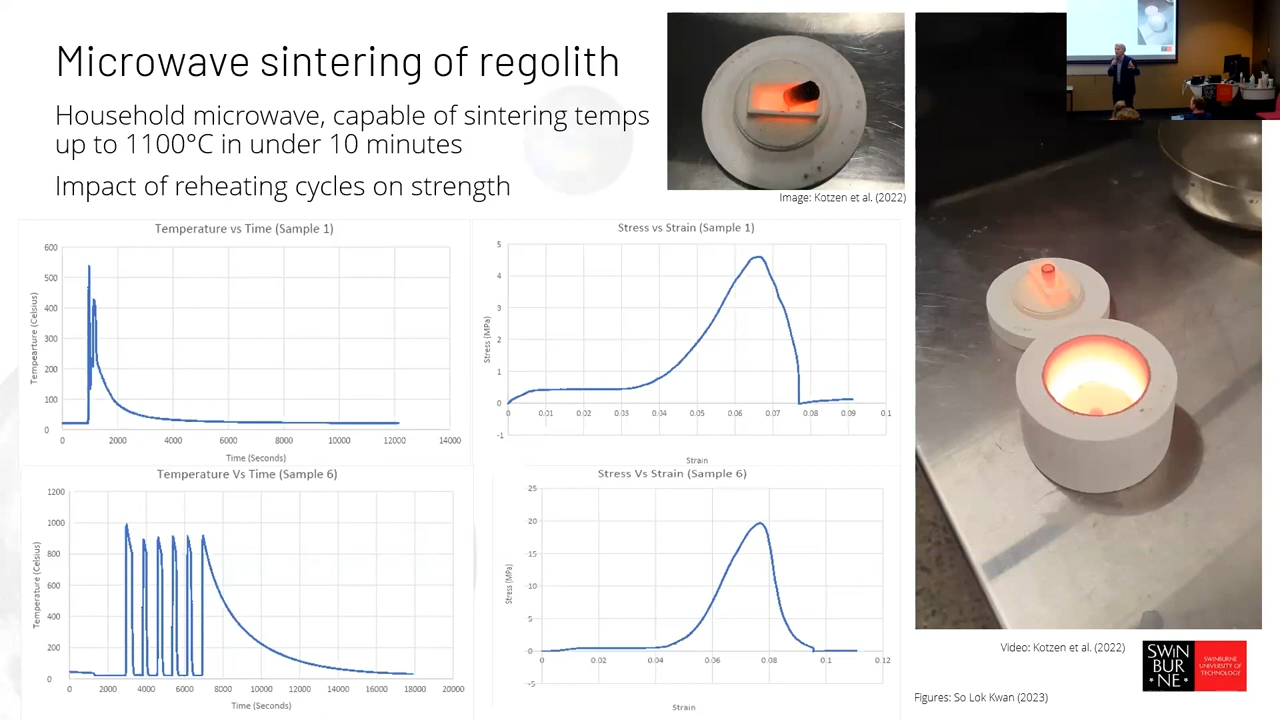 Microwave sintering of regolith
Household microwave, capable of sintering temps
up to 1100°C in under 10 minutes
Impact of reheating cycles on strength
Image: Kotzen et al. (2022)
Temperature vs Time (Sample 1)
Tempearture (Celsius)
600
500
400
300
200
100
0
0 2000 4000 6000 8000 10000 12000 14000
Time (Seconds)
Stress vs Strain (Sample 1)
Stress (MPa)
5
4
3
2
1
0
-1
0 0.01 0.02 0.03 0.04 0.05 0.06 0.07 0.08 0.09 0.1
Strain
Temperature Vs Time (Sample 6)
Temperature (Celsius)
1200
1000
800
600
400
200
0
0 2000 4000 6000 8000 10000 12000 14000 16000 18000 20000
Time (Seconds)
Stress Vs Strain (Sample 6)
Stress (MPa)
25
20
15
10
5
0
-5
0 0.02 0.04 0.06 0.08 0.1 0.12
Strain
Video: Kotzen et al. (2022)
Figures: So Lok Kwan (2023)
SWIN
BUR
*NE*
SWINBURNE
UNIVERSITY OF
TECHNOLOGY
SWIN
BUR
NE